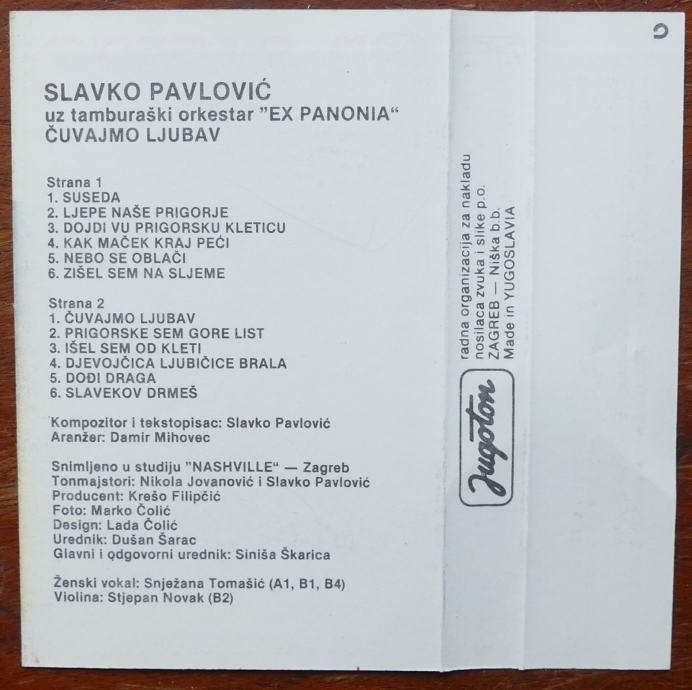 SLAVKO PAVLOVIĆ
uz tamburaški orkestar "EX PANONIA“
ČUVAJMO LJUBAV
Strana 1
1. SUSEDA
2. LJEPE NAŠE PRIGORJE
3. DOJDI VU PRIGORSKU KLETICU
4. KAK MAČEK KRAJ PEĆI
5. NEBO SE OBLAČI
6. ZIŠEL SEM NA SLJEME
Strana 2
1. ČUVAJMO LJUBAV
2. PRIGORSKE SEM GORE LIST
3. IŠEL SEM OD KLETI
4. DJEVOJČICA LJUBIČICE BRALA
5. DOĐI DRAGA
6. SLAVEKOV DRMEŠ
Kompozitor i tekstopisac: Slavko Pavlović
Aranžer: Damir Mihovec
Snimljeno u studiju "NASHVILLE“ — Zagreb
Tonmajstori: Nikola Jovanović i Slavko Pavlović
Producent: Krešo Filipčić
Foto: Marko Čolić
Design: Lada Čolić
Urednik: Dušan Šarac
Glavni i odgovorni urednik: Siniša Škarica
Ženski vokal: Snježana Tomašić (A1, B1, B4)
Violina: Stjepan Novak (B2)
Jugoton
radna organizacija za nakladu
nosilaca zvuka i slike p.o.
ZAGREB — Niška b.b.
Made in YUGOSLAVIA